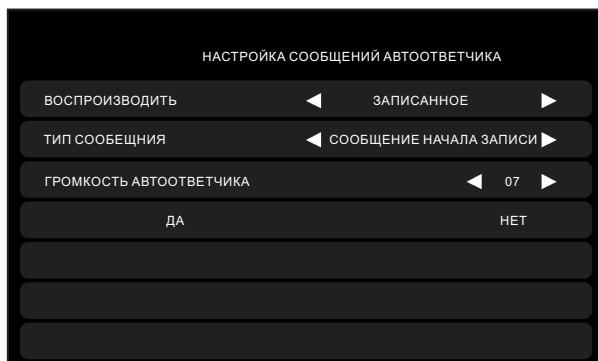 НАСТРОЙКА СООБЩЕНИЙ АВТООТВЕТЧИКА
ВОСПРОИЗВОДИТЬ ЗАПИСАННОЕ
ТИП СООБЕЩНИЯ СООБЩЕНИЕ НАЧАЛА ЗАПИСИ
ГРОМКОСТЬ АВТООТВЕТЧИКА 07
ДА НЕТ